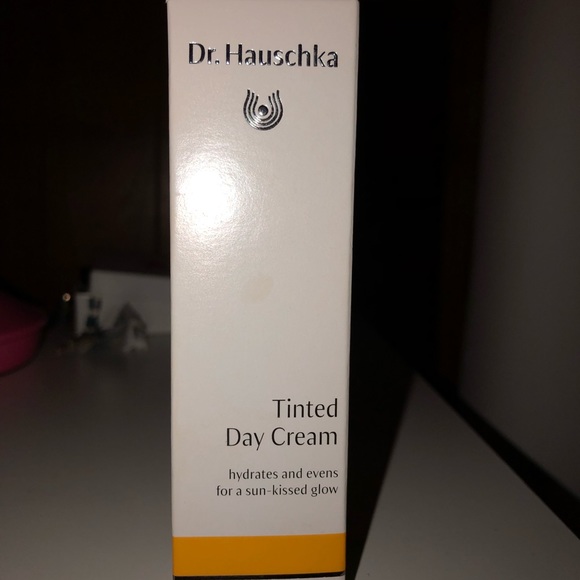 Dr. Hauschka
Tinted
Day Cream
hydrates and evens
for a sun-kissed glow